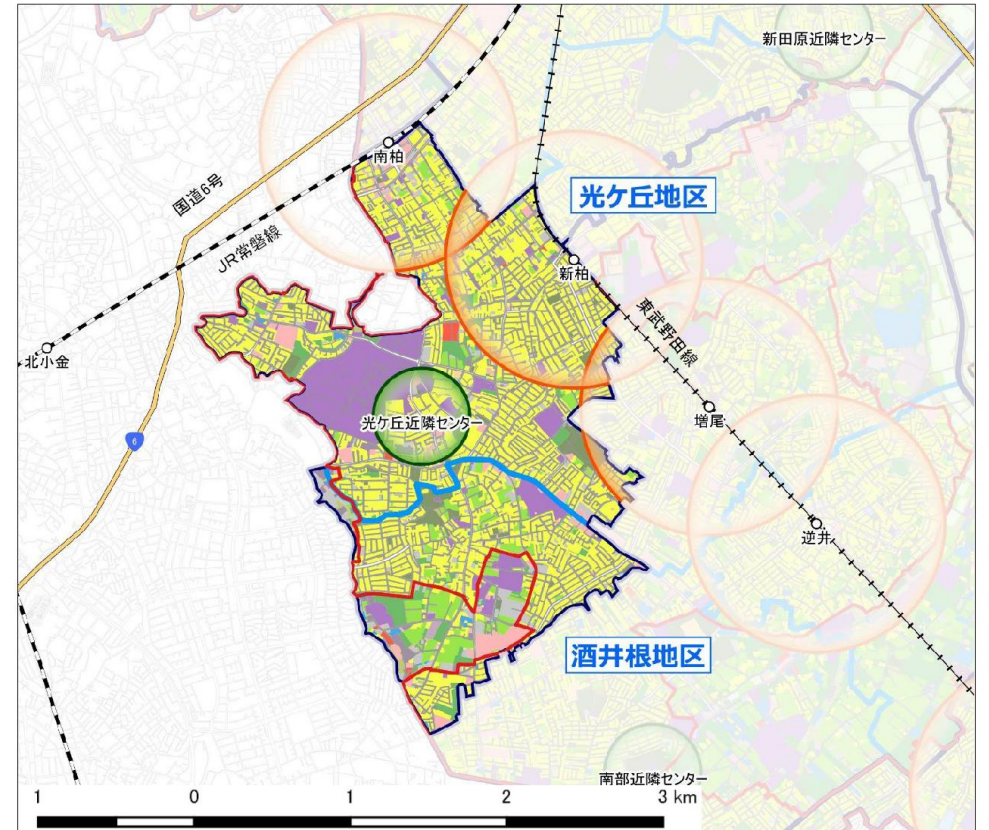 新田原近隣センター
南柏
国道6号
光ケ丘地区
JR常磐線
新柏
東武野田線
北小金
増尾
光ケ丘近隣センター
6
逆井
酒井根地区
南部近隣センター
1 0 1 2 3 km